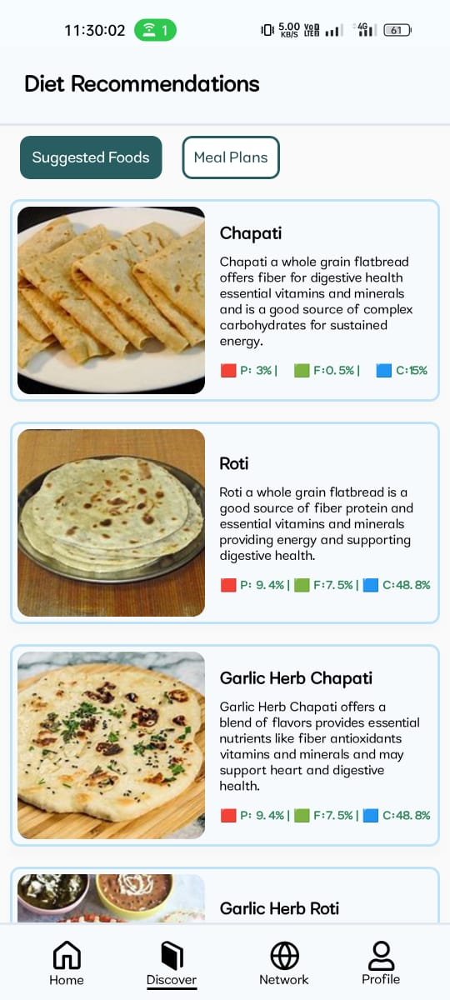 11:30:02 1 5.00 KB/S VoD LTE 4G 61
Diet Recommendations
Suggested Foods Meal Plans
Chapati
Chapati a whole grain flatbread
offers fiber for digestive health
essential vitamins and minerals
and is a good source of complex
carbohydrates for sustained
energy.
P: 3% | F:0.5% | C:15%
Roti
Roti a whole grain flatbread is a
good source of fiber protein and
essential vitamins and minerals
providing energy and supporting
digestive health.
P: 9.4% | F:7.5% | C:48.8%
Garlic Herb Chapati
Garlic Herb Chapati offers a
blend of flavors provides essential
nutrients like fiber antioxidants
vitamins and minerals and may
support heart and digestive
health.
P: 9.4% | F:7.5% | C:48.8%
Garlic Herb Roti
Home Discover Network Profile